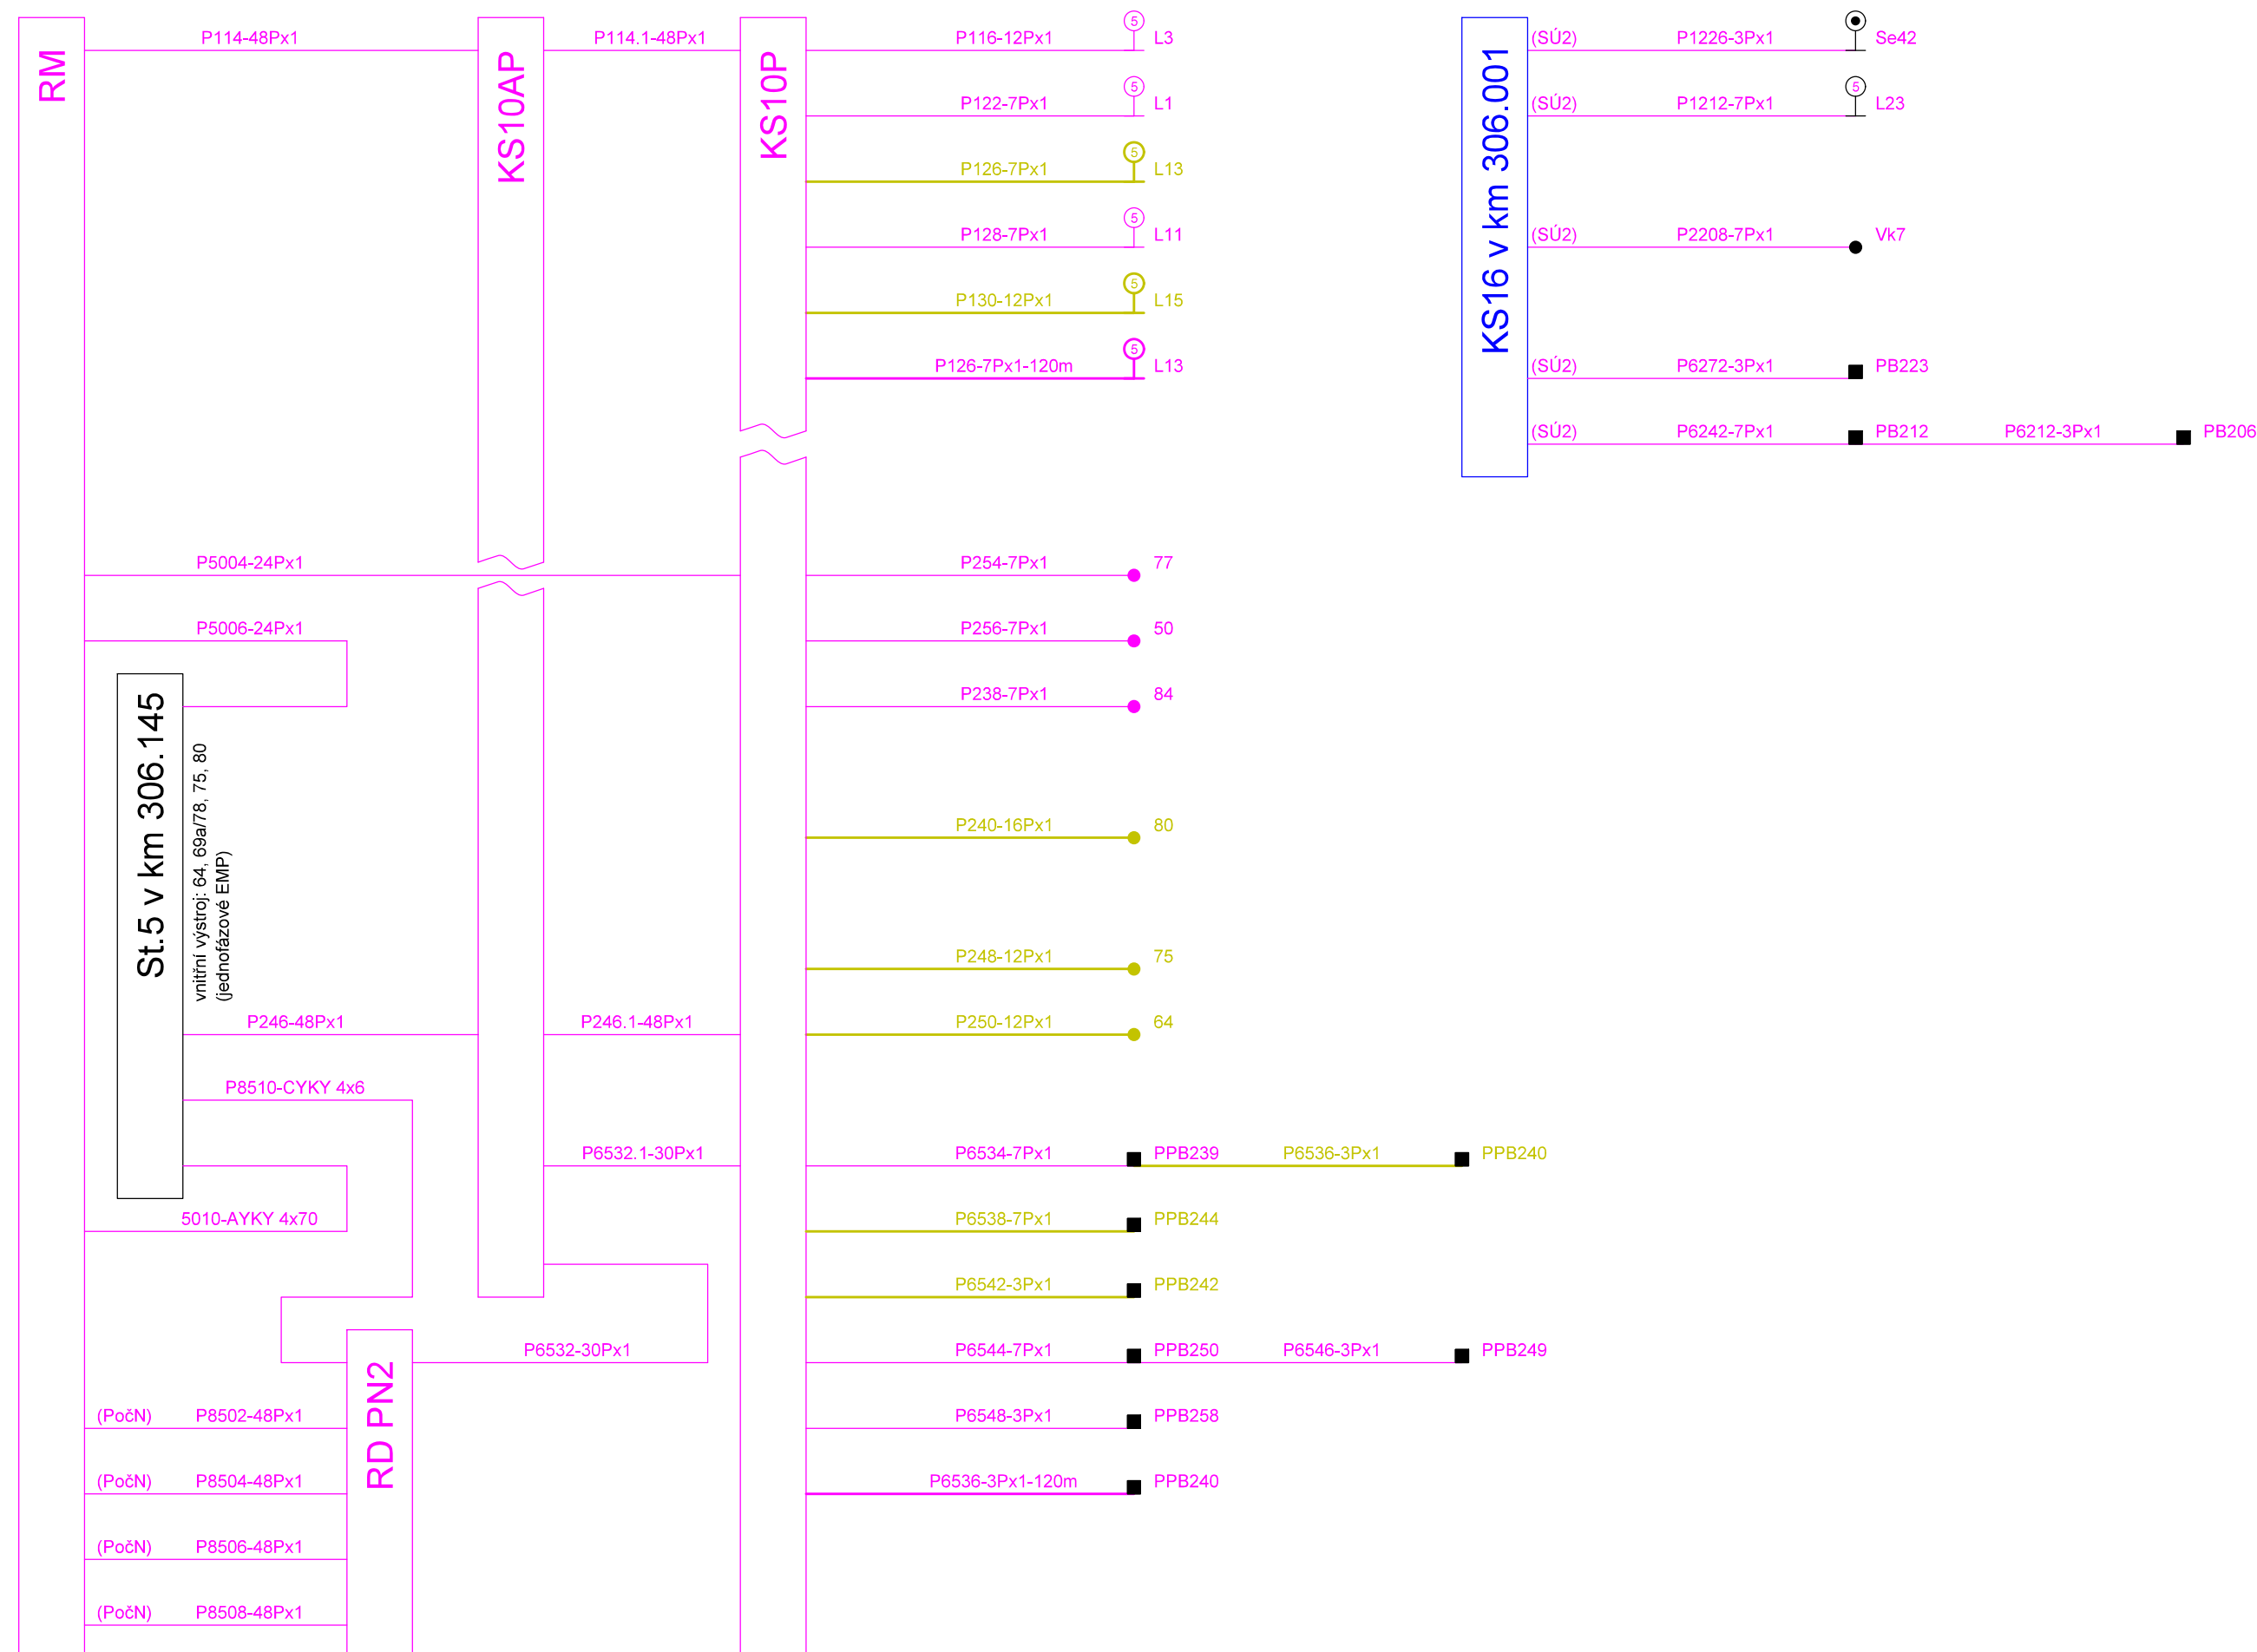 RM
P114-48Px1
KS10AP
P114.1-48Px1
KS10P
P116-12Px1
5
L3
P122-7Px1
5
L1
P126-7Px1
5
L13
P128-7Px1
5
L11
P130-12Px1
5
L15
P126-7Px1-120m
5
L13
KS16 v km 306.001
(SÚ2)
P1226-3Px1
Se42
(SÚ2)
P1212-7Px1
5
L23
(SÚ2)
P2208-7Px1
Vk7
(SÚ2)
P6272-3Px1
PB223
(SÚ2)
P6242-7Px1
PB212
P6212-3Px1
PB206
P5004-24Px1
P254-7Px1
77
P5006-24Px1
P256-7Px1
50
P238-7Px1
84
St.5 v km 306.145
vnitřní výstroj: 64, 69a/78, 75, 80
(jednofázové EMP)
P240-16Px1
80
P248-12Px1
75
P246-48Px1
P246.1-48Px1
P250-12Px1
64
P8510-CYKY 4x6
P6532.1-30Px1
P6534-7Px1
PPB239
P6536-3Px1
PPB240
5010-AYKY 4x70
P6538-7Px1
PPB244
P6542-3Px1
PPB242
RD PN2
P6532-30Px1
P6544-7Px1
PPB250
P6546-3Px1
PPB249
(PočN)
P8502-48Px1
P6548-3Px1
PPB258
(PočN)
P8504-48Px1
P6536-3Px1-120m
PPB240
(PočN)
P8506-48Px1
(PočN)
P8508-48Px1